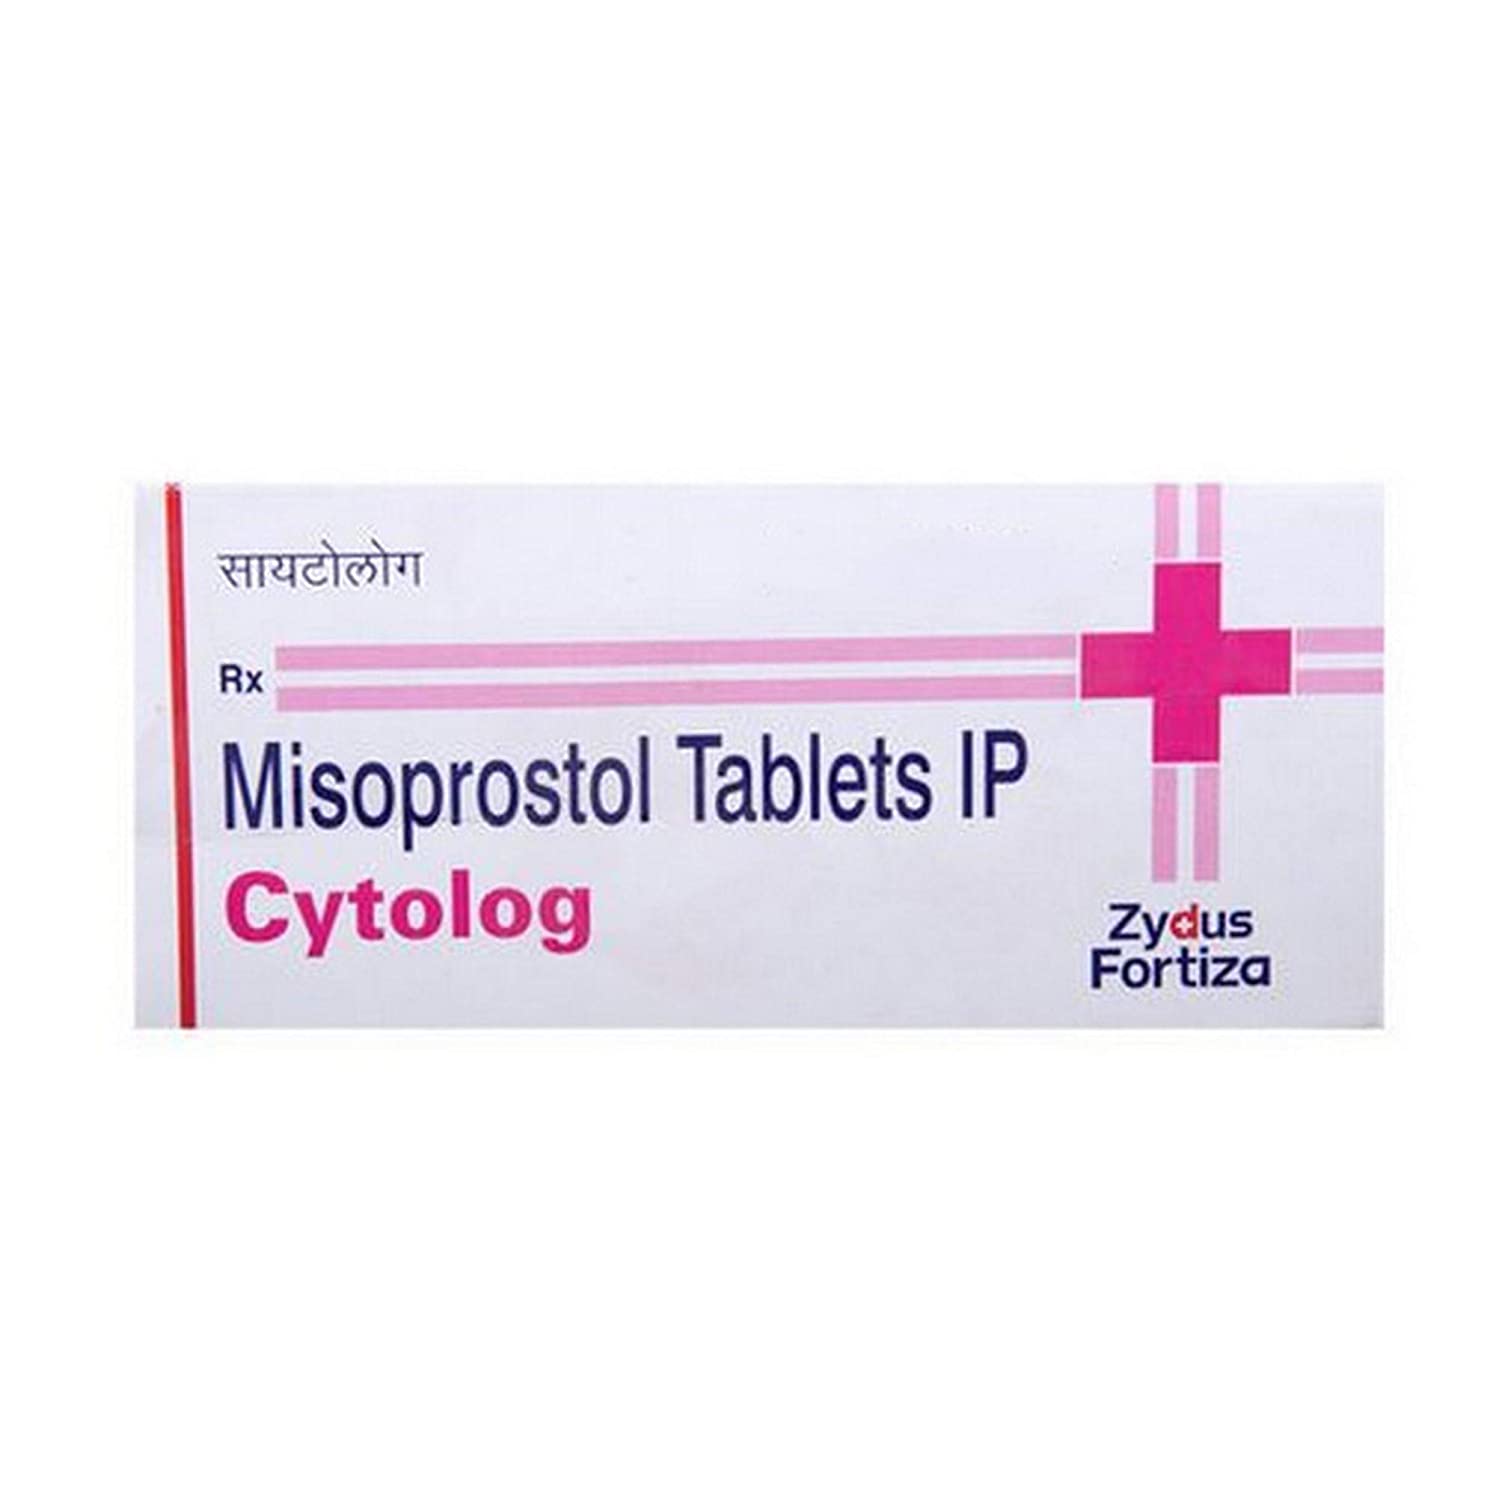 सायटोलोग
Rx
Misoprostol Tablets IP
Cytolog
Zydus
Fortiza